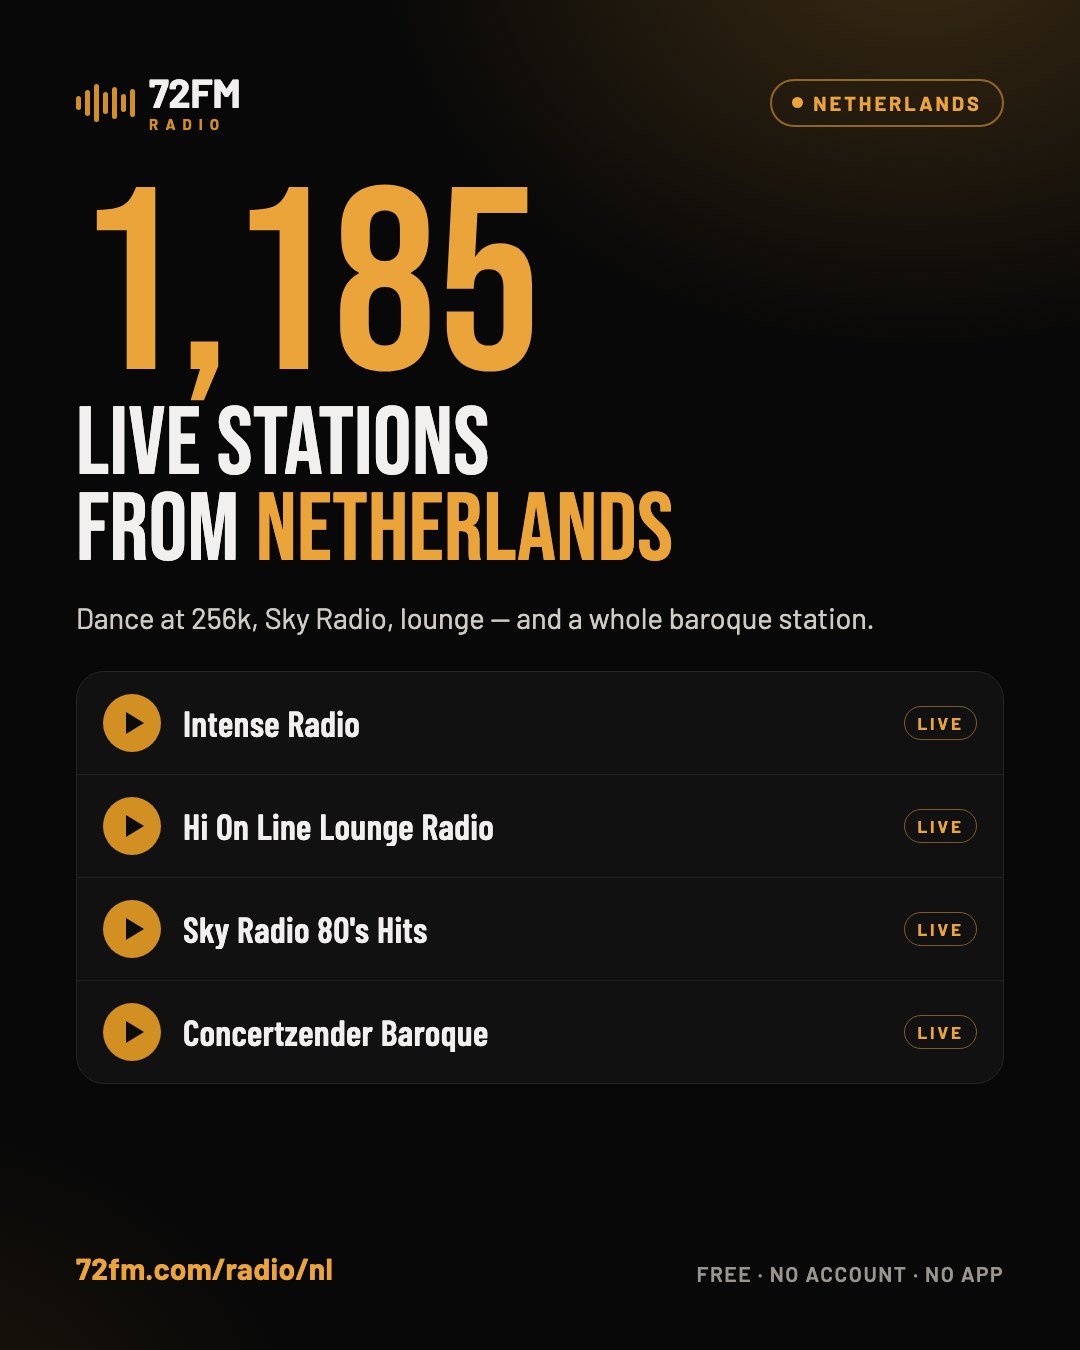 72FM
RADIO
NETHERLANDS
1,185
LIVE STATIONS
FROM NETHERLANDS
Dance at 256k, Sky Radio, lounge — and a whole baroque station.
Intense Radio
LIVE
Hi On Line Lounge Radio
LIVE
Sky Radio 80's Hits
LIVE
Concertzender Baroque
LIVE
72fm.com/radio/nl
FREE · NO ACCOUNT · NO APP